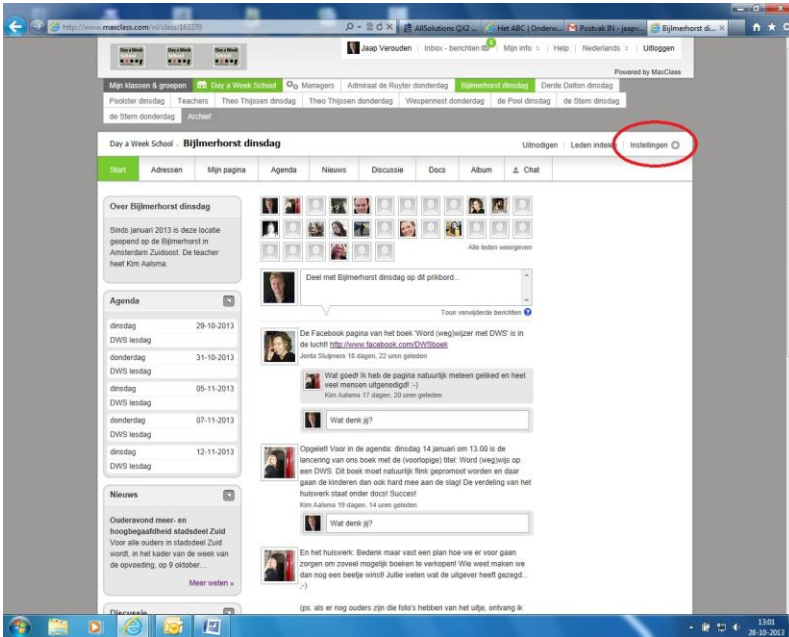 http://www.maxclass.com/nl/class/163270
AllSolutions QX2 ...
Het ABC | Onderw...
Postvak IN - jaapv...
Bijlmerhorst di...
Day a Week
School
Day a Week
School
Day a Week
School
Jaap Verouden
Inbox - berichten
Mijn info
Help
Nederlands
Uitloggen
Powered by MaxClass
Mijn klassen & groepen
Day a Week School
Managers
Admiraal de Ruyter donderdag
Bijlmerhorst dinsdag
Derde Dalton dinsdag
Poolster dinsdag
Teachers
Theo Thijssen dinsdag
Theo Thijssen donderdag
Wespennest donderdag
de Pool dinsdag
de Stern dinsdag
de Stern donderdag
Archief
Day a Week School . Bijlmerhorst dinsdag
Uitnodigen
Leden indelen
Instellingen
Start
Adressen
Mijn pagina
Agenda
Nieuws
Discussie
Docs
Album
Chat
Over Bijlmerhorst dinsdag
Sinds januari 2013 is deze locatie
geopend op de Bijlmerhorst in
Amsterdam Zuidoost. De teacher
heet Kim Aalsma.
Alle leden weergeven
Deel met Bijlmerhorst dinsdag op dit prikbord...
Toon verwijderde berichten
Agenda
dinsdag 29-10-2013
DWS lesdag
donderdag 31-10-2013
DWS lesdag
dinsdag 05-11-2013
DWS lesdag
donderdag 07-11-2013
DWS lesdag
dinsdag 12-11-2013
DWS lesdag
De Facebook pagina van het boek 'Word (weg)wijzer met DWS' is in
de lucht! http://www.facebook.com/DWSboek
Jenita Sluijmers 18 dagen, 22 uren geleden
Wat goed! Ik heb de pagina natuurlijk meteen geliked en heel
veel mensen uitgenodigd! :-)
Kim Aalsma 17 dagen, 20 uren geleden
Wat denk jij?
Opgelet! Voor in de agenda: dinsdag 14 januari om 13.00 is de
lancering van ons boek met de (voorlopige) titel: Word (weg)wijs op
een DWS. Dit boek moet natuurlijk flink gepromoot worden en daar
gaan de kinderen dan ook hard mee aan de slag! De verdeling van het
huiswerk staat onder docs! Succes!
Kim Aalsma 19 dagen, 14 uren geleden
Wat denk jij?
Nieuws
Ouderavond meer- en
hoogbegaafdheid stadsdeel Zuid
Voor alle ouders in stadsdeel Zuid
wordt, in het kader van de week van
de opvoeding, op 9 oktober...
Meer weten »
En het huiswerk: Bedenk maar vast een plan hoe we er voor gaan
zorgen om zoveel mogelijk boeken te verkopen! Wie weet maken we
dan nog een beetje winst! Jullie weten wat de uitgever heeft gezegd...
:-)
(ps. als er nog ouders zijn die foto's hebben van het uitje, ontvang ik
Discussie
13:01
28-10-2013